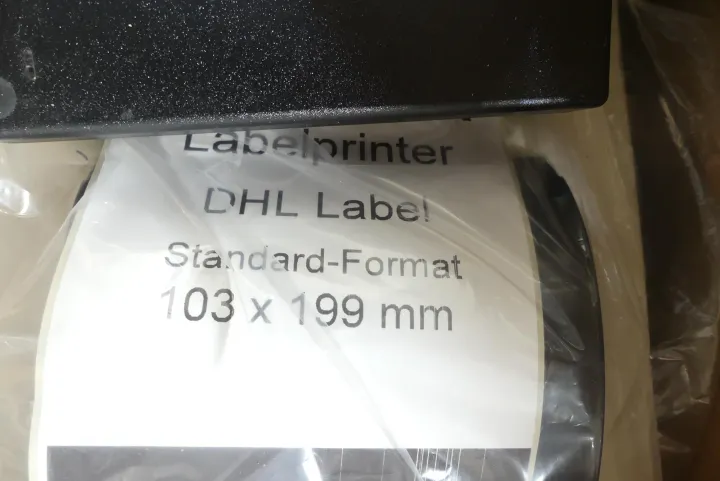 Labelprinter
DHL Label
Standard-Format
103 x 199 mm